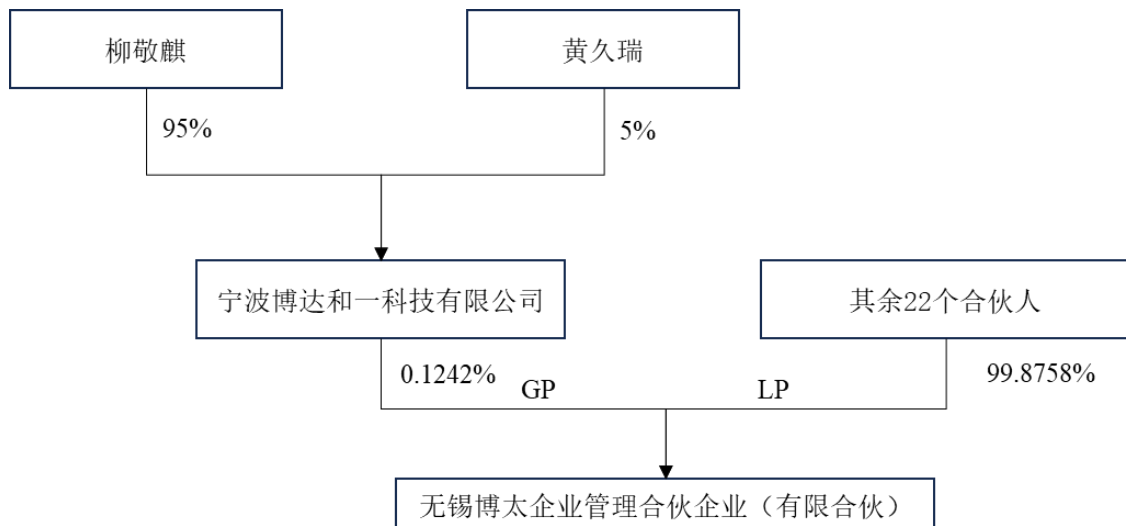 柳敬麒
黄久瑞
95%
5%
宁波博达和一科技有限公司
其余22个合伙人
0.1242%
99.8758%
GP
LP
无锡博太企业管理合伙企业（有限合伙）